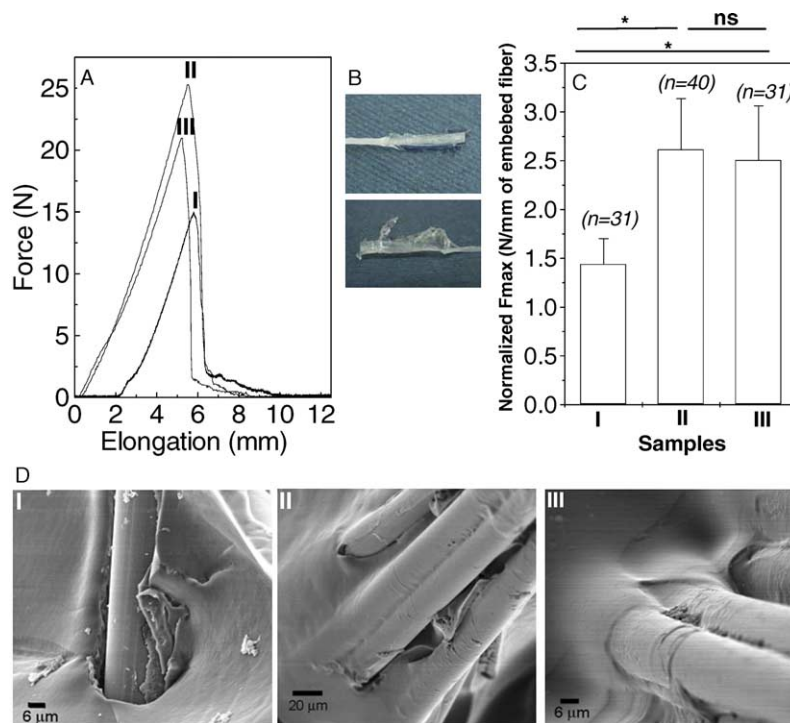 A
II
III
I
Force (N)
25
20
15
10
5
0
0 2 4 6 8 10 12
Elongation (mm)
B
* ns
*
C
Normalized Fmax (N/mm of embebed fiber)
3.5
3.0
2.5
2.0
1.5
1.0
0.5
0.0
(n=31)
(n=40)
(n=31)
I II III
Samples
D
I
6 µm
II
20 µm
III
6 µm